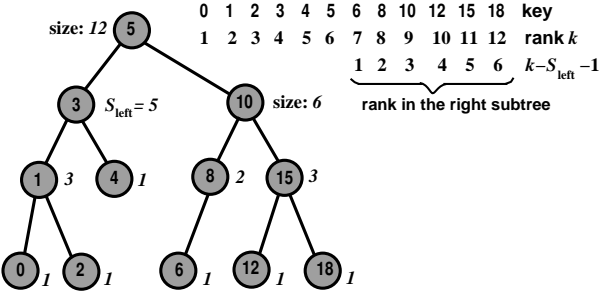 0 1 2 3 4 5 6 8 10 12 15 18 key
size: 12 5 1 2 3 4 5 6 7 8 9 10 11 12 rank k
1 2 3 4 5 6 k−S_left −1
3 S_left = 5 10 size: 6 rank in the right subtree
1 3 4 1 8 2 15 3
0 1 2 1 6 1 12 1 18 1